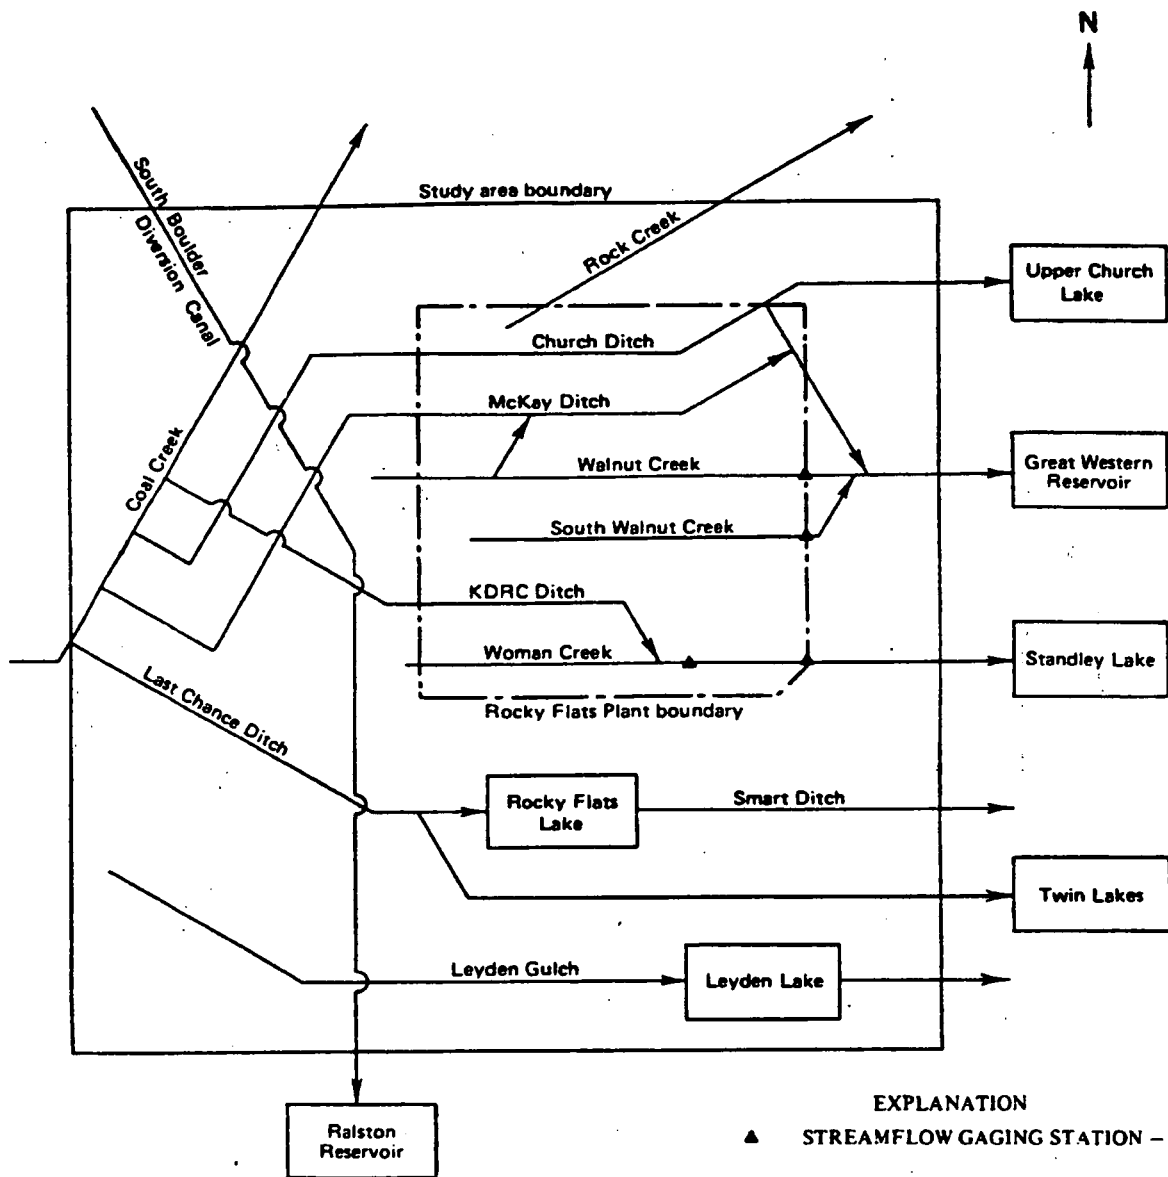 N
South Boulder
Diversion Canal
Study area boundary
Rock Creek
Upper Church
Lake
Church Ditch
McKay Ditch
Coal Creek
Walnut Creek
Great Western
Reservoir
South Walnut Creek
KDRC Ditch
Woman Creek
Standley Lake
Last Chance Ditch
Rocky Flats Plant boundary
Rocky Flats
Lake
Smart Ditch
Twin Lakes
Leyden Gulch
Leyden Lake
Ralston
Reservoir
EXPLANATION
STREAMFLOW GAGING STATION –